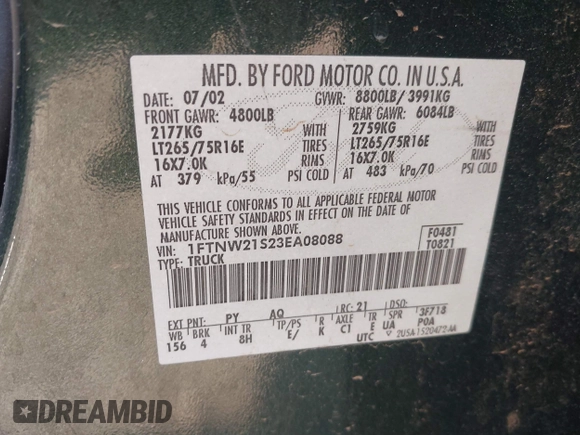 MFD. BY FORD MOTOR CO. IN U.S.A.
DATE: 07/02 GVWR: 8800LB/ 3991KG
FRONT GAWR: 4800LB REAR GAWR: 6084LB
2177KG WITH 2759KG WITH
LT265/75R16E TIRES LT265/75R16E TIRES
16X7.0K RIMS 16X7.0K RIMS
AT 379 kPa/55 PSI COLD AT 483 kPa/70 PSI COLD
THIS VEHICLE CONFORMS TO ALL APPLICABLE FEDERAL MOTOR
VEHICLE SAFETY STANDARDS IN EFFECT ON THE DATE OF
MANUFACTURE SHOWN ABOVE.
VIN: 1FTNW21S23EA08088 F0481
TYPE: TRUCK T0821
EXT PNT: PY AQ RC: 21 DSO:
WB BRK INT TR TP/PS R AXLE TR SPR 3F718
156 4 8H E/ K C1 E UA POA
UTC 2USA1520472AA
DREAMBID